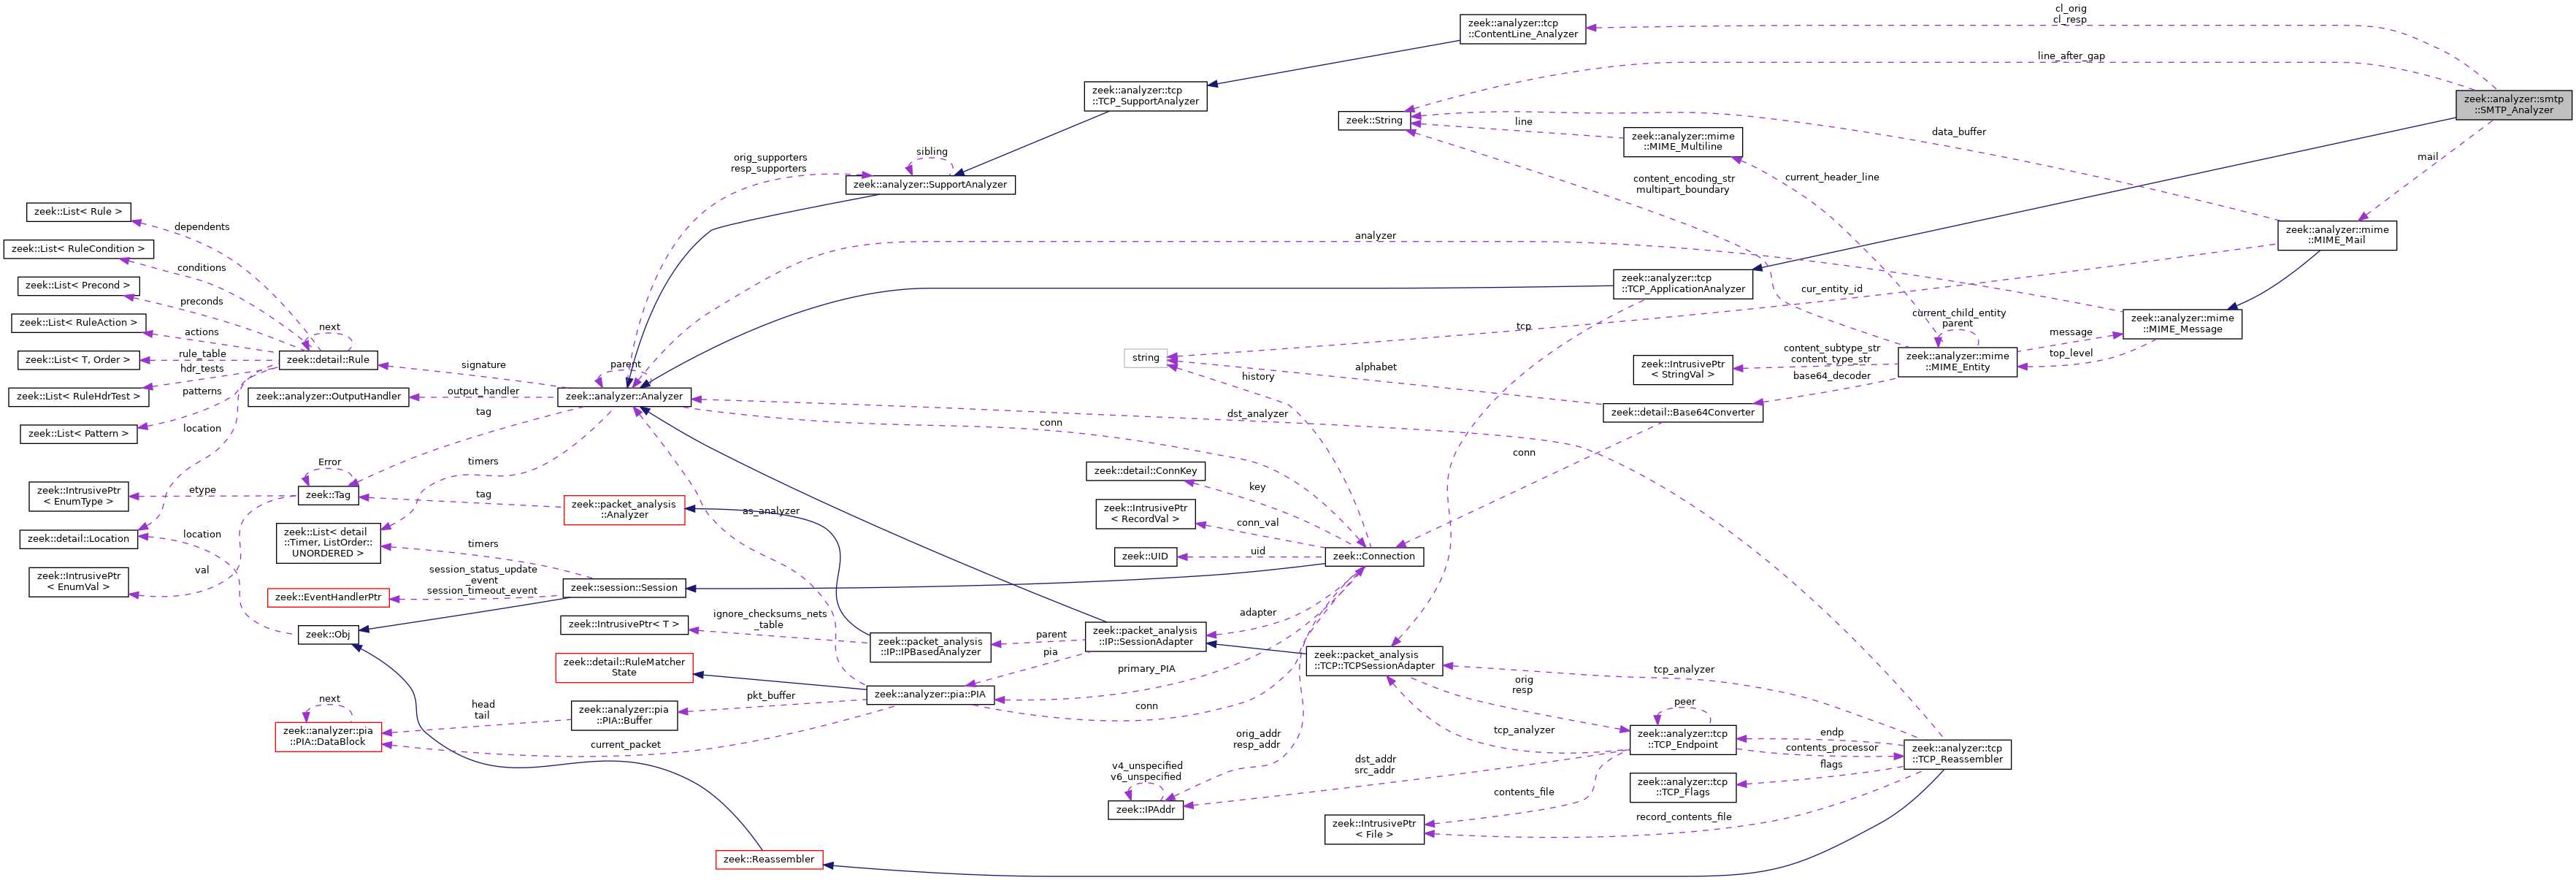 cl_orig
cl_resp
zeek::analyzer::tcp
::ContentLine_Analyzer
line_after_gap
zeek::analyzer::smtp
::SMTP_Analyzer
zeek::analyzer::tcp
::TCP_SupportAnalyzer
zeek::String
line
zeek::analyzer::mime
::MIME_Multiline
data_buffer
mail
sibling
orig_supporters
resp_supporters
zeek::analyzer::SupportAnalyzer
content_encoding_str
multipart_boundary
current_header_line
zeek::List< Rule >
dependents
zeek::analyzer::mime
::MIME_Mail
analyzer
zeek::List< RuleCondition >
conditions
zeek::List< Precond >
preconds
zeek::analyzer::tcp
::TCP_ApplicationAnalyzer
cur_entity_id
zeek::List< RuleAction >
actions
next
tcp
current_child_entity
parent
zeek::analyzer::mime
::MIME_Message
message
top_level
zeek::List< T, Order >
rule_table
zeek::detail::Rule
string
content_subtype_str
content_type_str
zeek::analyzer::mime
::MIME_Entity
zeek::IntrusivePtr
< StringVal >
base64_decoder
hdr_tests
signature
parent
alphabet
history
zeek::List< RuleHdrTest >
patterns
zeek::analyzer::OutputHandler
output_handler
zeek::analyzer::Analyzer
zeek::detail::Base64Converter
tag
dst_analyzer
conn
zeek::List< Pattern >
location
conn
Error
timers
zeek::detail::ConnKey
key
zeek::IntrusivePtr
< EnumType >
etype
zeek::Tag
tag
zeek::packet_analysis
::Analyzer
as_analyzer
zeek::IntrusivePtr
< RecordVal >
conn_val
zeek::detail::Location
location
zeek::List< detail
::Timer, ListOrder::
UNORDERED >
timers
zeek::UID
uid
zeek::Connection
zeek::IntrusivePtr
< EnumVal >
val
session_status_update
_event
session_timeout_event
zeek::EventHandlerPtr
zeek::session::Session
zeek::Obj
zeek::IntrusivePtr< T >
ignore_checksums_nets
_table
adapter
zeek::packet_analysis
::IP::IPBasedAnalyzer
parent
pia
zeek::packet_analysis
::IP::SessionAdapter
zeek::detail::RuleMatcher
State
primary_PIA
zeek::packet_analysis
::TCP::TCPSessionAdapter
tcp_analyzer
zeek::analyzer::pia::PIA
orig
resp
next
head
tail
zeek::analyzer::pia
::PIA::Buffer
pkt_buffer
conn
peer
zeek::analyzer::pia
::PIA::DataBlock
current_packet
orig_addr
resp_addr
tcp_analyzer
zeek::analyzer::tcp
::TCP_Endpoint
endp
contents_processor
zeek::analyzer::tcp
::TCP_Reassembler
v4_unspecified
v6_unspecified
dst_addr
src_addr
flags
zeek::analyzer::tcp
::TCP_Flags
contents_file
zeek::IPAddr
zeek::IntrusivePtr
< File >
record_contents_file
zeek::Reassembler